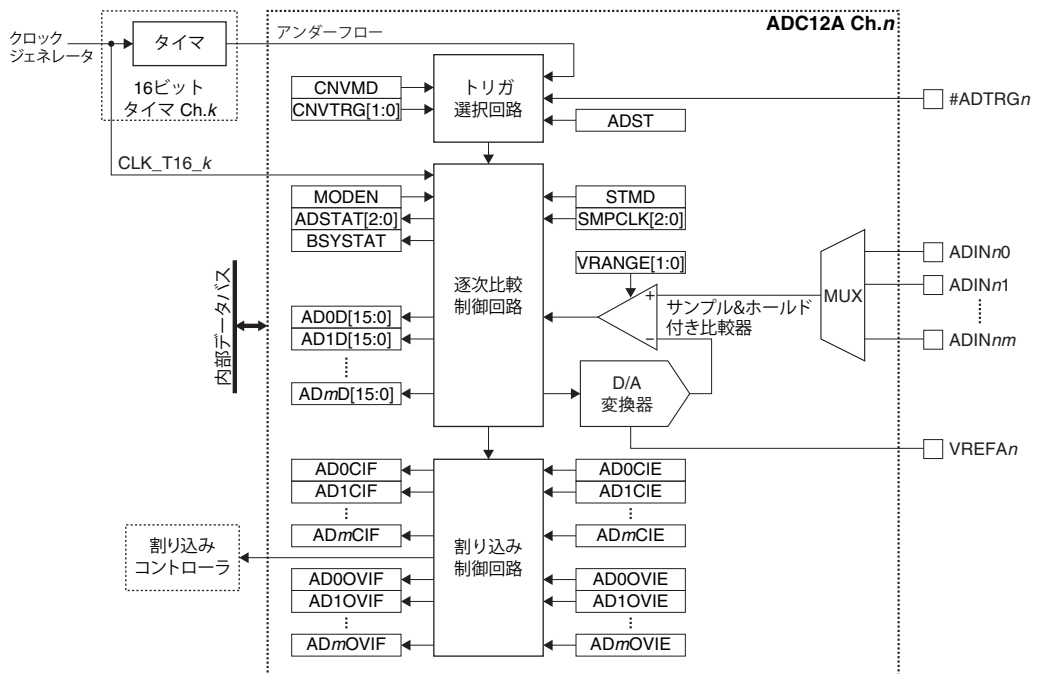 ADC12A Ch.n
クロック
ジェネレータ
タイマ
16ビット
タイマ Ch.k
アンダーフロー
CNVMD
CNVTRG[1:0]
トリガ
選択回路
ADST
#ADTRGn
CLK_T16_k
MODEN
ADSTAT[2:0]
BSYSTAT
STMD
SMPCLK[2:0]
VRANGE[1:0]
逐次比較
制御回路
+
−
サンプル&ホールド
付き比較器
MUX
ADINn0
ADINn1
ADINnm
内部データバス
AD0D[15:0]
AD1D[15:0]
ADmD[15:0]
D/A
変換器
VREFAn
AD0CIF
AD1CIF
ADmCIF
AD0CIE
AD1CIE
ADmCIE
割り込み
コントローラ
割り込み
制御回路
AD0OVIF
AD1OVIF
ADmOVIF
AD0OVIE
AD1OVIE
ADmOVIE